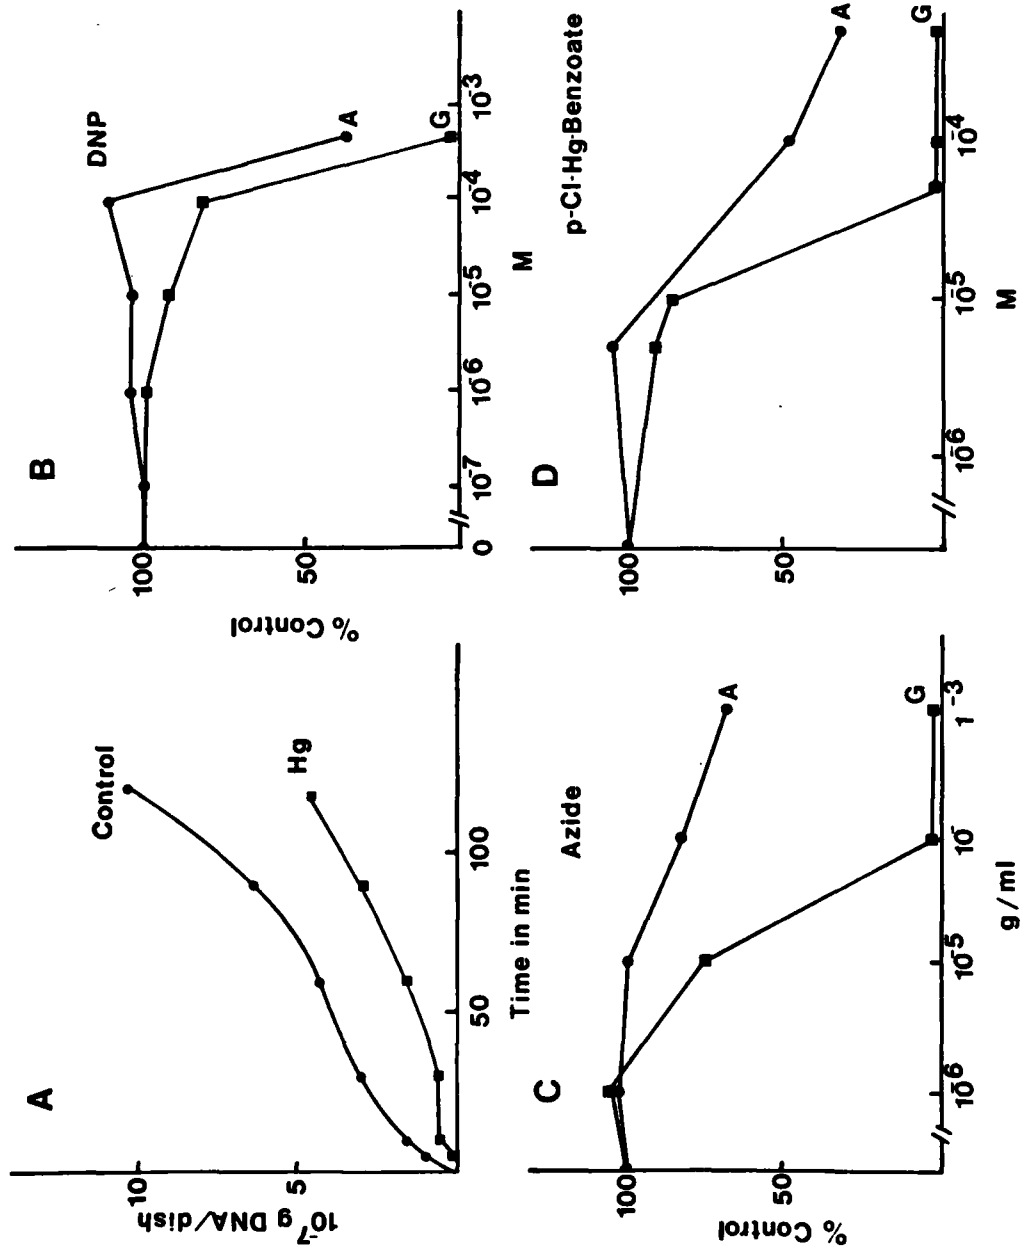 A
10
5
10⁻⁷ g DNA/dish
Control
Hg
50
100
Time in min
B
DNP
100
50
% Control
A
G
0
10⁻⁷
10⁻⁶
10⁻⁵
10⁻⁴
10⁻³
M
C
Azide
100
50
% Control
A
G
10⁻⁶
10⁻⁵
10⁻
1⁻³
g/ml
D
p-Cl-Hg-Benzoate
100
50
A
G
10⁻⁶
10⁻⁵
10⁻⁴
M